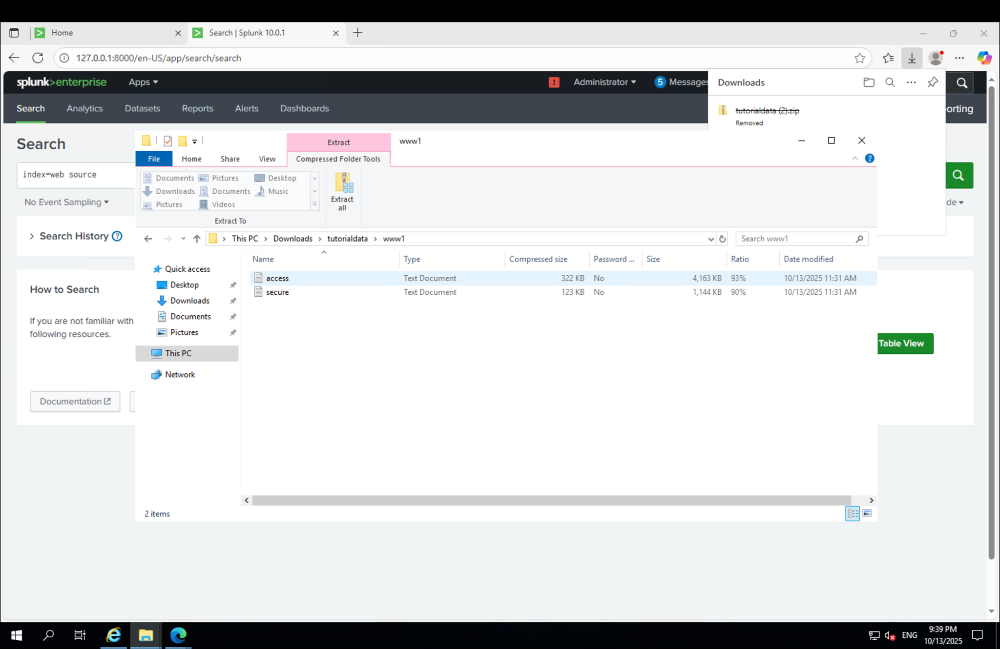 Home
Search | Splunk 10.0.1
127.0.0.1:8000/en-US/app/search/search
splunk>enterprise Apps Administrator 5 Messages
Downloads
tutorialdata (2).zip
Removed
Search Analytics Datasets Reports Alerts Dashboards orting
Search
index=web source
No Event Sampling de
Search History ?
How to Search
If you are not familiar with
following resources.
Documentation
Table View
Extract www1
File Home Share View Compressed Folder Tools
Documents Pictures Desktop
Downloads Documents Music
Pictures Videos
Extract To
Extract
all
This PC > Downloads > tutorialdata > www1
Search www1
Name Type Compressed size Password ... Size Ratio Date modified
access Text Document 322 KB No 4,163 KB 93% 10/13/2025 11:31 AM
secure Text Document 123 KB No 1,144 KB 90% 10/13/2025 11:31 AM
Quick access
Desktop
Downloads
Documents
Pictures
This PC
Network
2 items
ENG
9:39 PM
10/13/2025